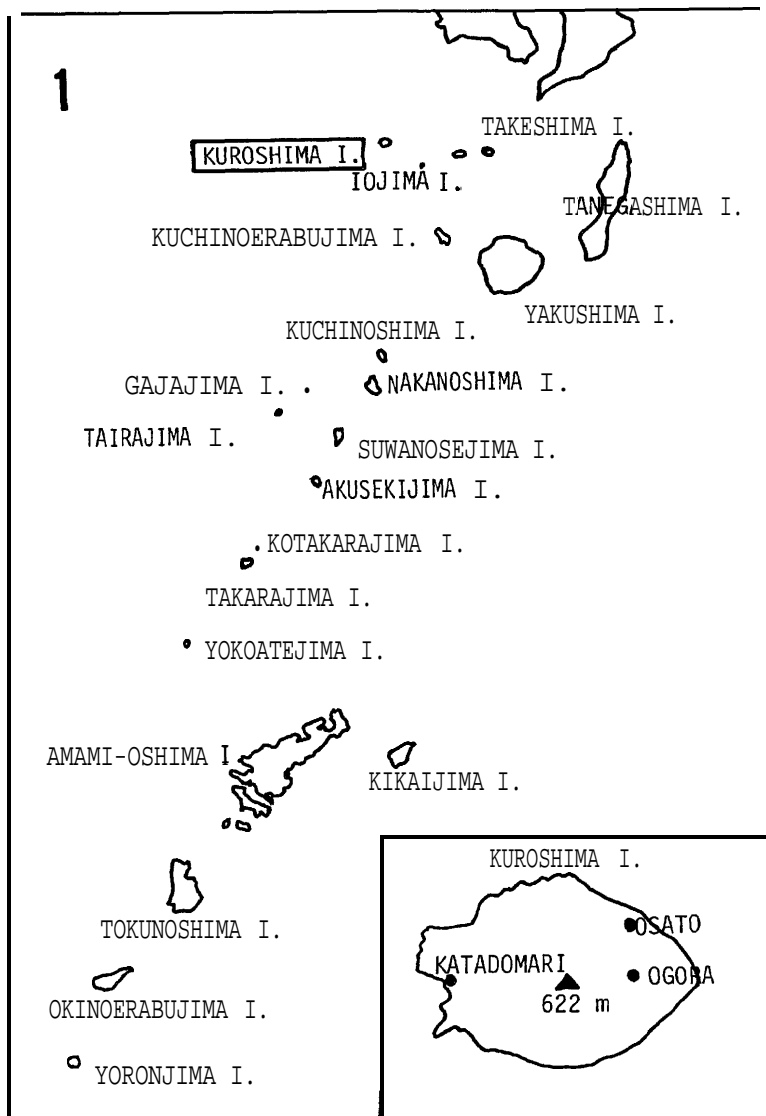 1
TAKESHIMA I.
KUROSHIMA I.
IOJIMA I.
TANEGASHIMA I.
KUCHINOERABUJIMA I.
YAKUSHIMA I.
KUCHINOSHIMA I.
GAJAJIMA I.
NAKANOSHIMA I.
TAIRAJIMA I.
SUWANOSEJIMA I.
AKUSEKIJIMA I.
KOTAKARAJIMA I.
TAKARAJIMA I.
YOKOATEJIMA I.
AMAMI-OSHIMA I.
KIKAIJIMA I.
TOKUNOSHIMA I.
OKINOERABUJIMA I.
YORONJIMA I.
KUROSHIMA I.
OSATO
KATADOMARI
OGORA
622 m